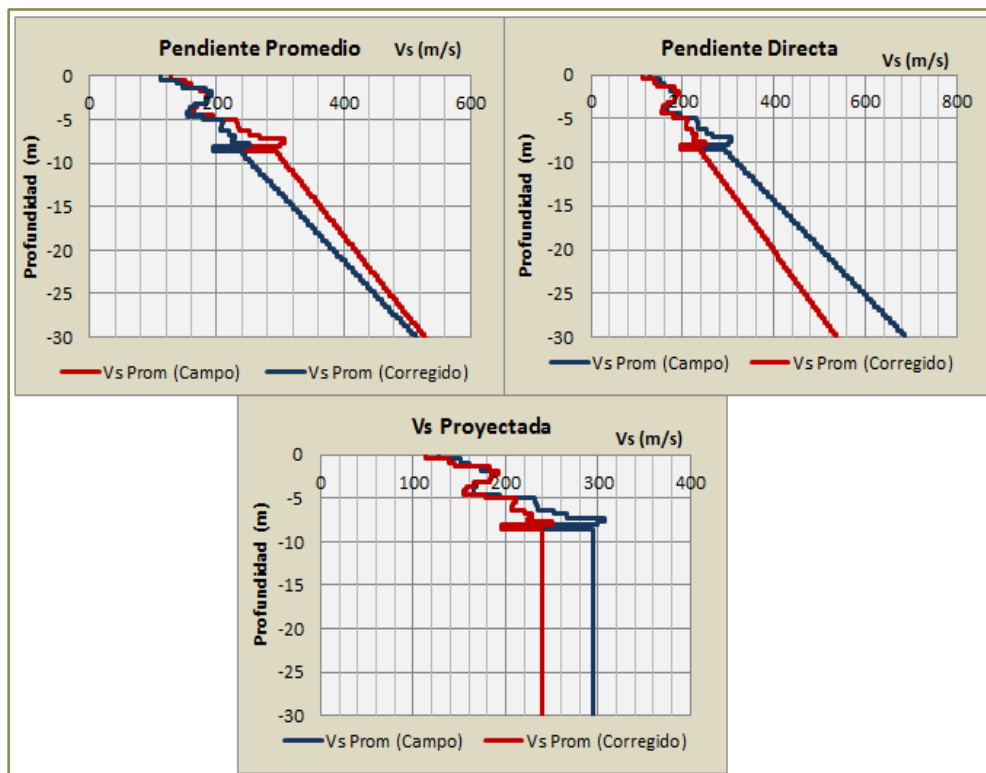 Pendiente Promedio
Vs (m/s)
0 200 400 600
0
-5
-10
-15
-20
-25
-30
Profundidad (m)
Vs Prom (Campo) Vs Prom (Corregido)
Pendiente Directa
Vs (m/s)
0 200 400 600 800
0
-5
-10
-15
-20
-25
-30
Profundidad (m)
Vs Prom (Campo) Vs Prom (Corregido)
Vs Proyectada
Vs (m/s)
0 100 200 300 400
0
-5
-10
-15
-20
-25
-30
Profundidad (m)
Vs Prom (Campo) Vs Prom (Corregido)